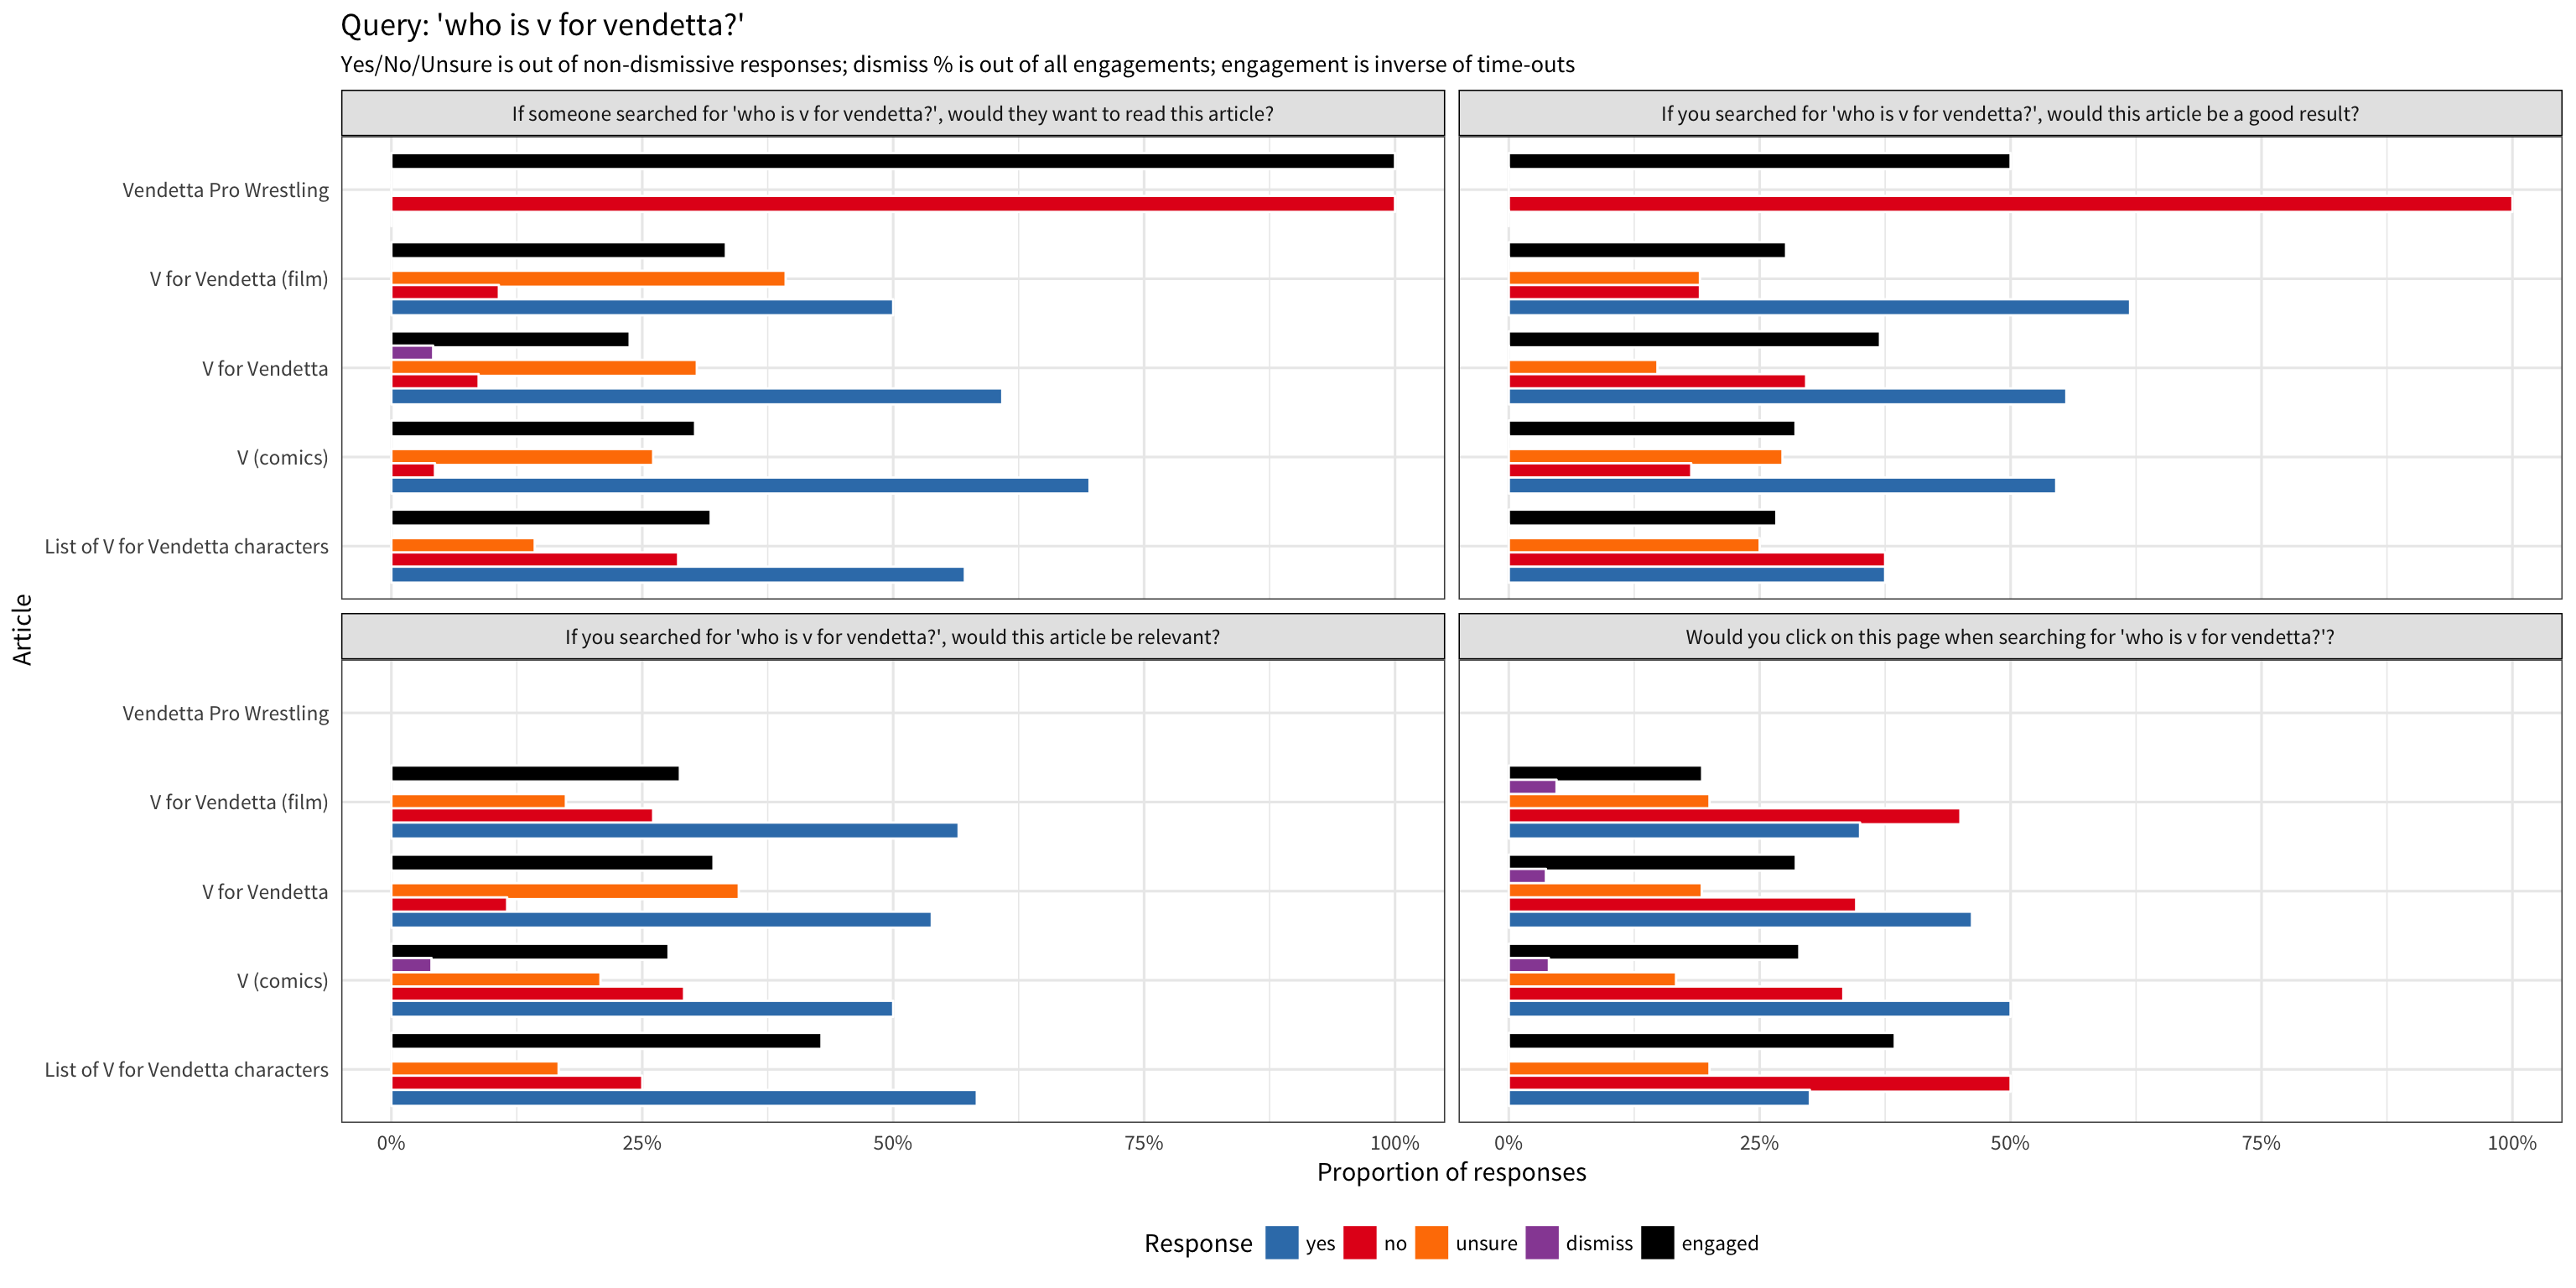 Query: 'who is v for vendetta?'
Yes/No/Unsure is out of non-dismissive responses; dismiss % is out of all engagements; engagement is inverse of time-outs
If someone searched for 'who is v for vendetta?', would they want to read this article?
If you searched for 'who is v for vendetta?', would this article be a good result?
Vendetta Pro Wrestling
V for Vendetta (film)
V for Vendetta
V (comics)
List of V for Vendetta characters
Article
If you searched for 'who is v for vendetta?', would this article be relevant?
Would you click on this page when searching for 'who is v for vendetta?'?
Vendetta Pro Wrestling
V for Vendetta (film)
V for Vendetta
V (comics)
List of V for Vendetta characters
0% 25% 50% 75% 100% 0% 25% 50% 75% 100%
Proportion of responses
Response yes no unsure dismiss engaged